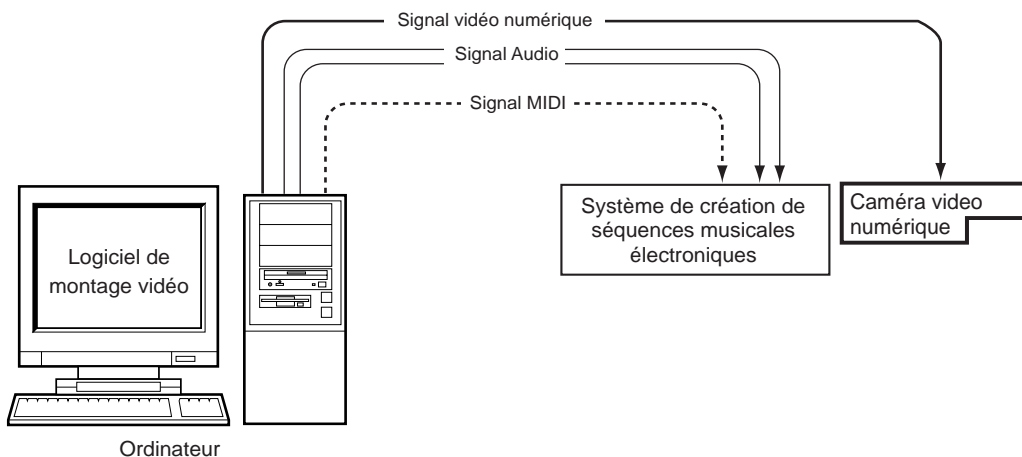 Signal vidéo numérique
Signal Audio
Signal MIDI
Logiciel de
montage vidéo
Système de création de
séquences musicales
électroniques
Caméra video
numérique
Ordinateur